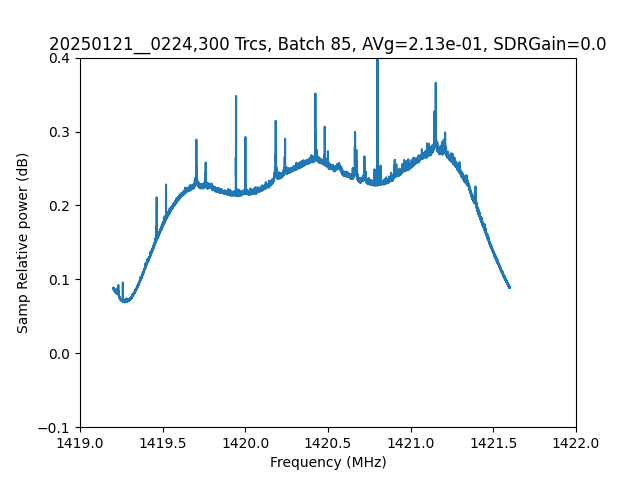 20250121__0224,300 Trcs, Batch 85, AVg=2.13e-01, SDRGain=0.0
0.4
0.3
0.2
0.1
0.0
−0.1
Samp Relative power (dB)
1419.0 1419.5 1420.0 1420.5 1421.0 1421.5 1422.0
Frequency (MHz)